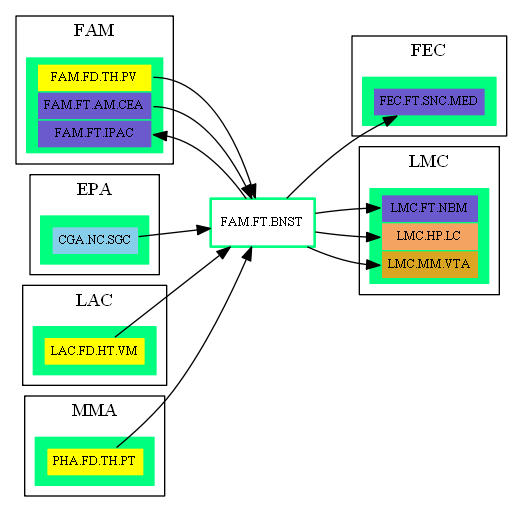 FAM
FAM.FD.TH.PV
FAM.FT.AM.CEA
FAM.FT.IPAC
EPA
CGA.NC.SGC
LAC
LAC.FD.HT.VM
MMA
PHA.FD.TH.PT
FAM.FT.BNST
FEC
FEC.FT.SNC.MED
LMC
LMC.FT.NBM
LMC.HP.LC
LMC.MM.VTA